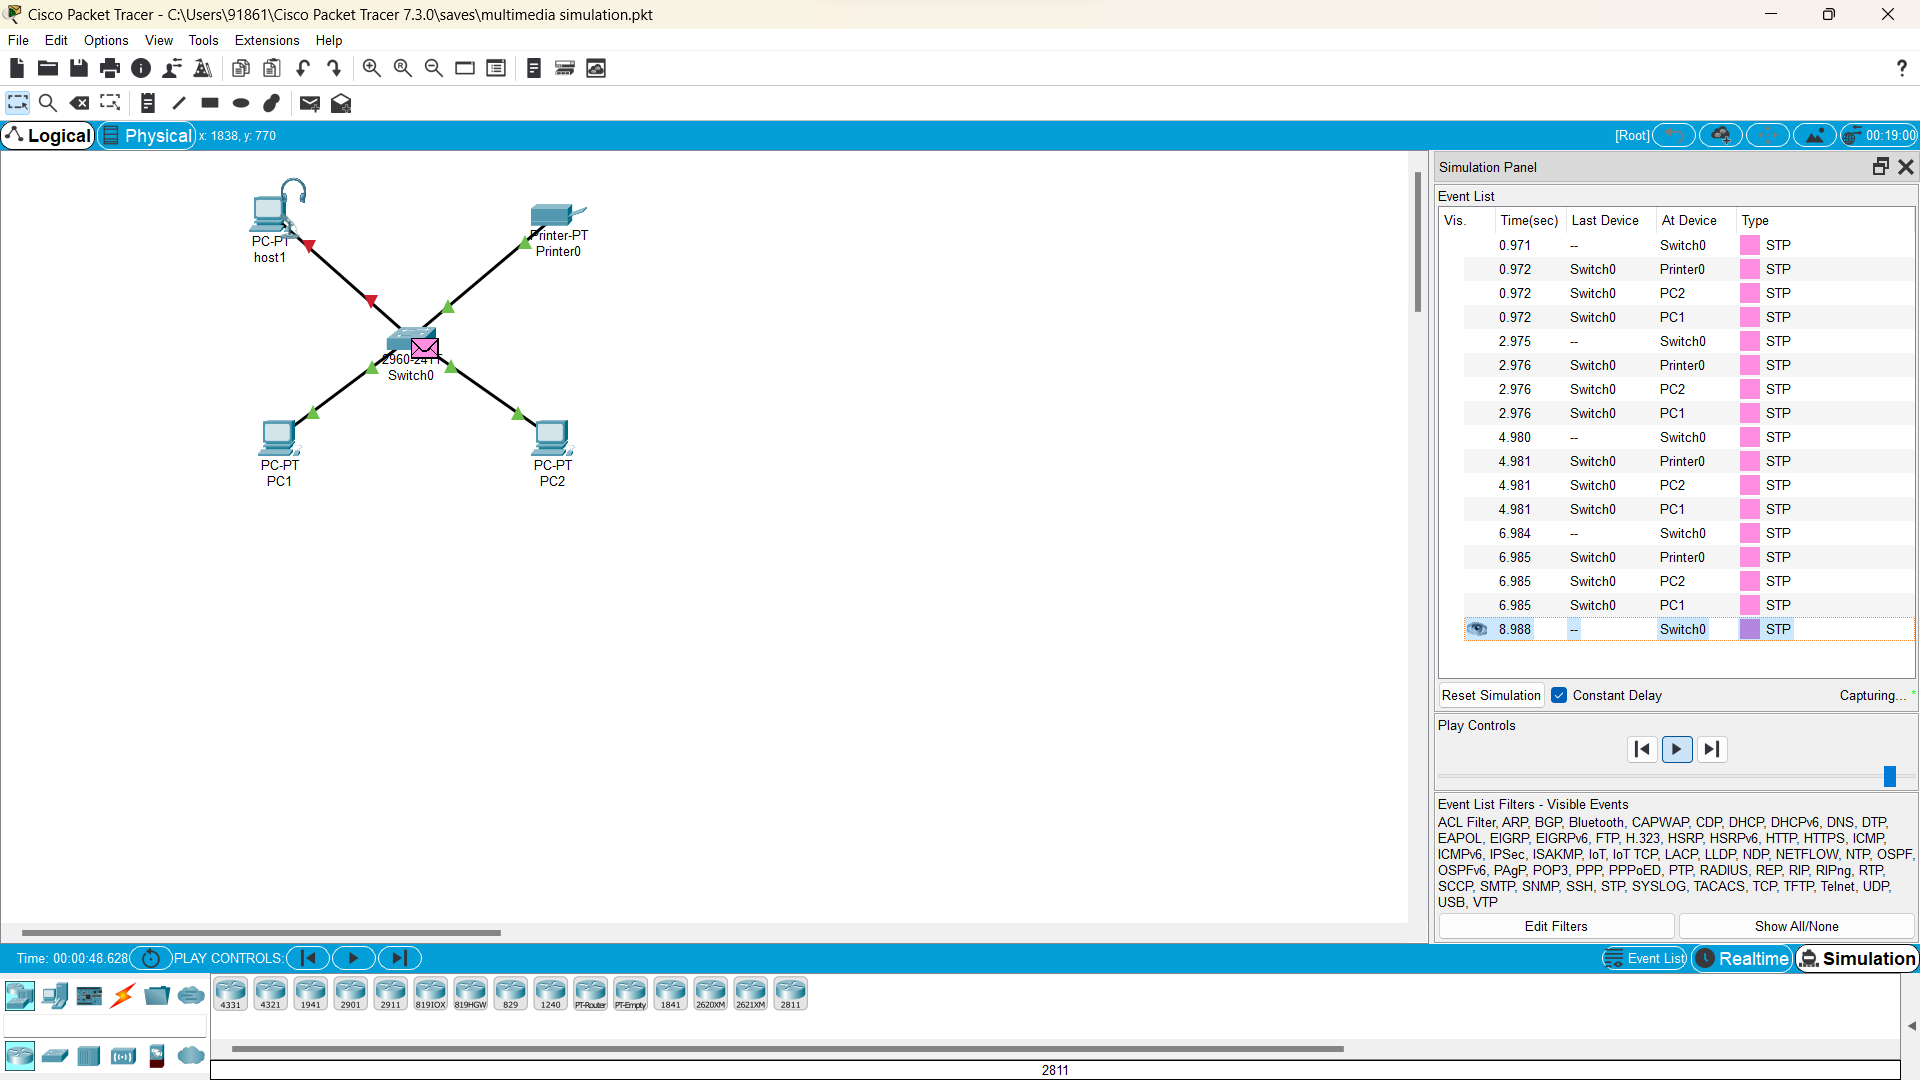 Cisco Packet Tracer - C:\Users\91861\Cisco Packet Tracer 7.3.0\saves\multimedia simulation.pkt
File Edit Options View Tools Extensions Help
Logical Physical x: 1838, y: 770 [Root] 00:19:00
PC-PT
host1
Printer-PT
Printer0
2960-24TT
Switch0
PC-PT
PC1
PC-PT
PC2
Simulation Panel
Event List
Vis. Time(sec) Last Device At Device Type
0.971 -- Switch0 STP
0.972 Switch0 Printer0 STP
0.972 Switch0 PC2 STP
0.972 Switch0 PC1 STP
2.975 -- Switch0 STP
2.976 Switch0 Printer0 STP
2.976 Switch0 PC2 STP
2.976 Switch0 PC1 STP
4.980 -- Switch0 STP
4.981 Switch0 Printer0 STP
4.981 Switch0 PC2 STP
4.981 Switch0 PC1 STP
6.984 -- Switch0 STP
6.985 Switch0 Printer0 STP
6.985 Switch0 PC2 STP
6.985 Switch0 PC1 STP
8.988 -- Switch0 STP
Reset Simulation Constant Delay Capturing... *
Play Controls
Event List Filters - Visible Events
ACL Filter, ARP, BGP, Bluetooth, CAPWAP, CDP, DHCP, DHCPv6, DNS, DTP,
EAPOL, EIGRP, EIGRPv6, FTP, H.323, HSRP, HSRPv6, HTTP, HTTPS, ICMP,
ICMPv6, IPSec, ISAKMP, IoT, IoT TCP, LACP, LLDP, NDP, NETFLOW, NTP, OSPF,
OSPFv6, PAgP, POP3, PPP, PPPoED, PTP, RADIUS, REP, RIP, RIPng, RTP,
SCCP, SMTP, SNMP, SSH, STP, SYSLOG, TACACS, TCP, TFTP, Telnet, UDP,
USB, VTP
Edit Filters Show All/None
Time: 00:00:48.628 PLAY CONTROLS: Event List Realtime Simulation
4331 4321 1941 2901 2911 819IOX 819HGW 829 1240 PT-Router PT-Empty 1841 2620XM 2621XM 2811
2811